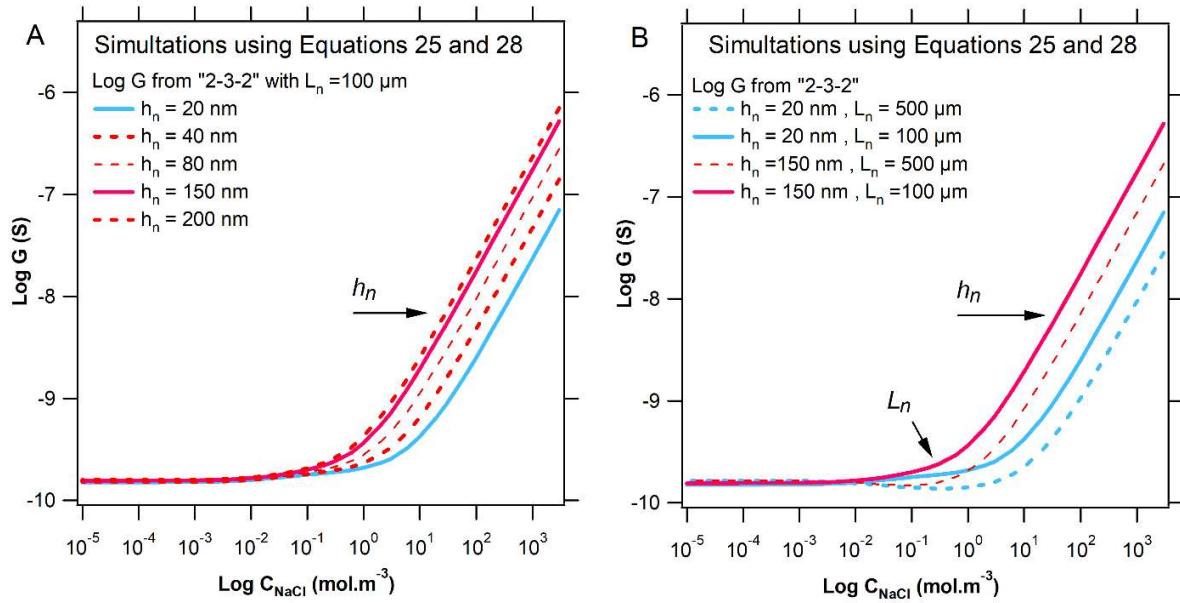 A
Simultations using Equations 25 and 28
Log G from "2-3-2" with Ln =100 µm
hn = 20 nm
hn = 40 nm
hn = 80 nm
hn = 150 nm
hn = 200 nm
hn
-6
-7
-8
-9
-10
Log G (S)
10-5 10-4 10-3 10-2 10-1 100 101 102 103
Log CNaCl (mol.m-3)
B
Simultations using Equations 25 and 28
Log G from "2-3-2"
hn = 20 nm , Ln = 500 µm
hn = 20 nm , Ln = 100 µm
hn =150 nm , Ln = 500 µm
hn = 150 nm , Ln =100 µm
hn
Ln
-6
-7
-8
-9
-10
Log G (S)
10-5 10-4 10-3 10-2 10-1 100 101 102 103
Log CNaCl (mol.m-3)